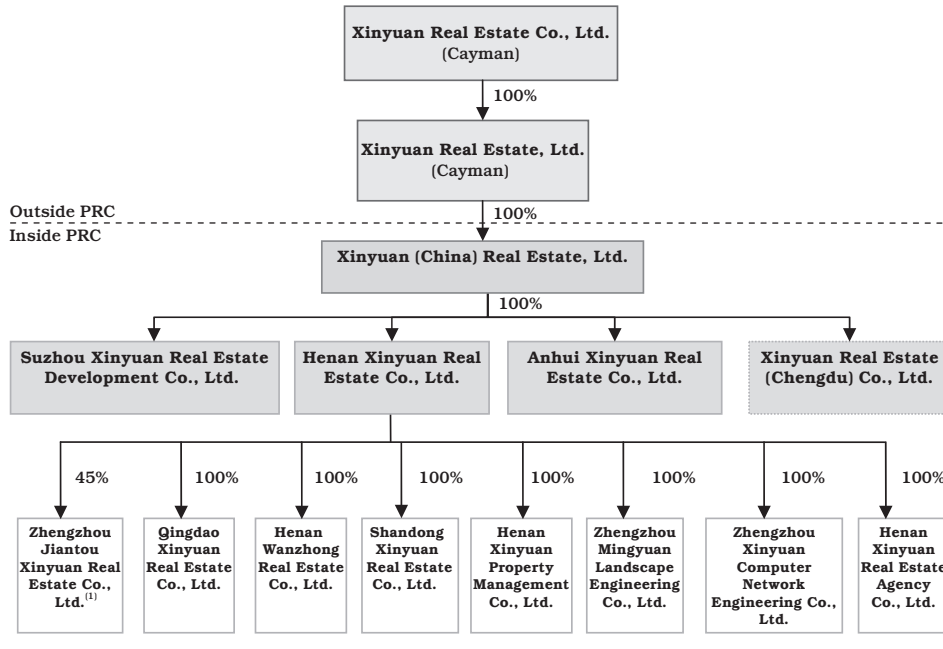 Xinyuan Real Estate Co., Ltd.
(Cayman)
100%
Xinyuan Real Estate, Ltd.
(Cayman)
Outside PRC
100%
Inside PRC
Xinyuan (China) Real Estate, Ltd.
100%
Suzhou Xinyuan Real Estate
Development Co., Ltd.
Henan Xinyuan Real
Estate Co., Ltd.
Anhui Xinyuan Real
Estate Co., Ltd.
Xinyuan Real Estate
(Chengdu) Co., Ltd.
45%
100%
100%
100%
100%
100%
100%
100%
Zhengzhou
Jiantou
Xinyuan Real
Estate Co.,
Ltd.(1)
Qingdao
Xinyuan
Real Estate
Co., Ltd.
Henan
Wanzhong
Real Estate
Co., Ltd.
Shandong
Xinyuan
Real Estate
Co., Ltd.
Henan
Xinyuan
Property
Management
Co., Ltd.
Zhengzhou
Mingyuan
Landscape
Engineering
Co., Ltd.
Zhengzhou
Xinyuan
Computer
Network
Engineering Co.,
Ltd.
Henan
Xinyuan
Real Estate
Agency
Co., Ltd.